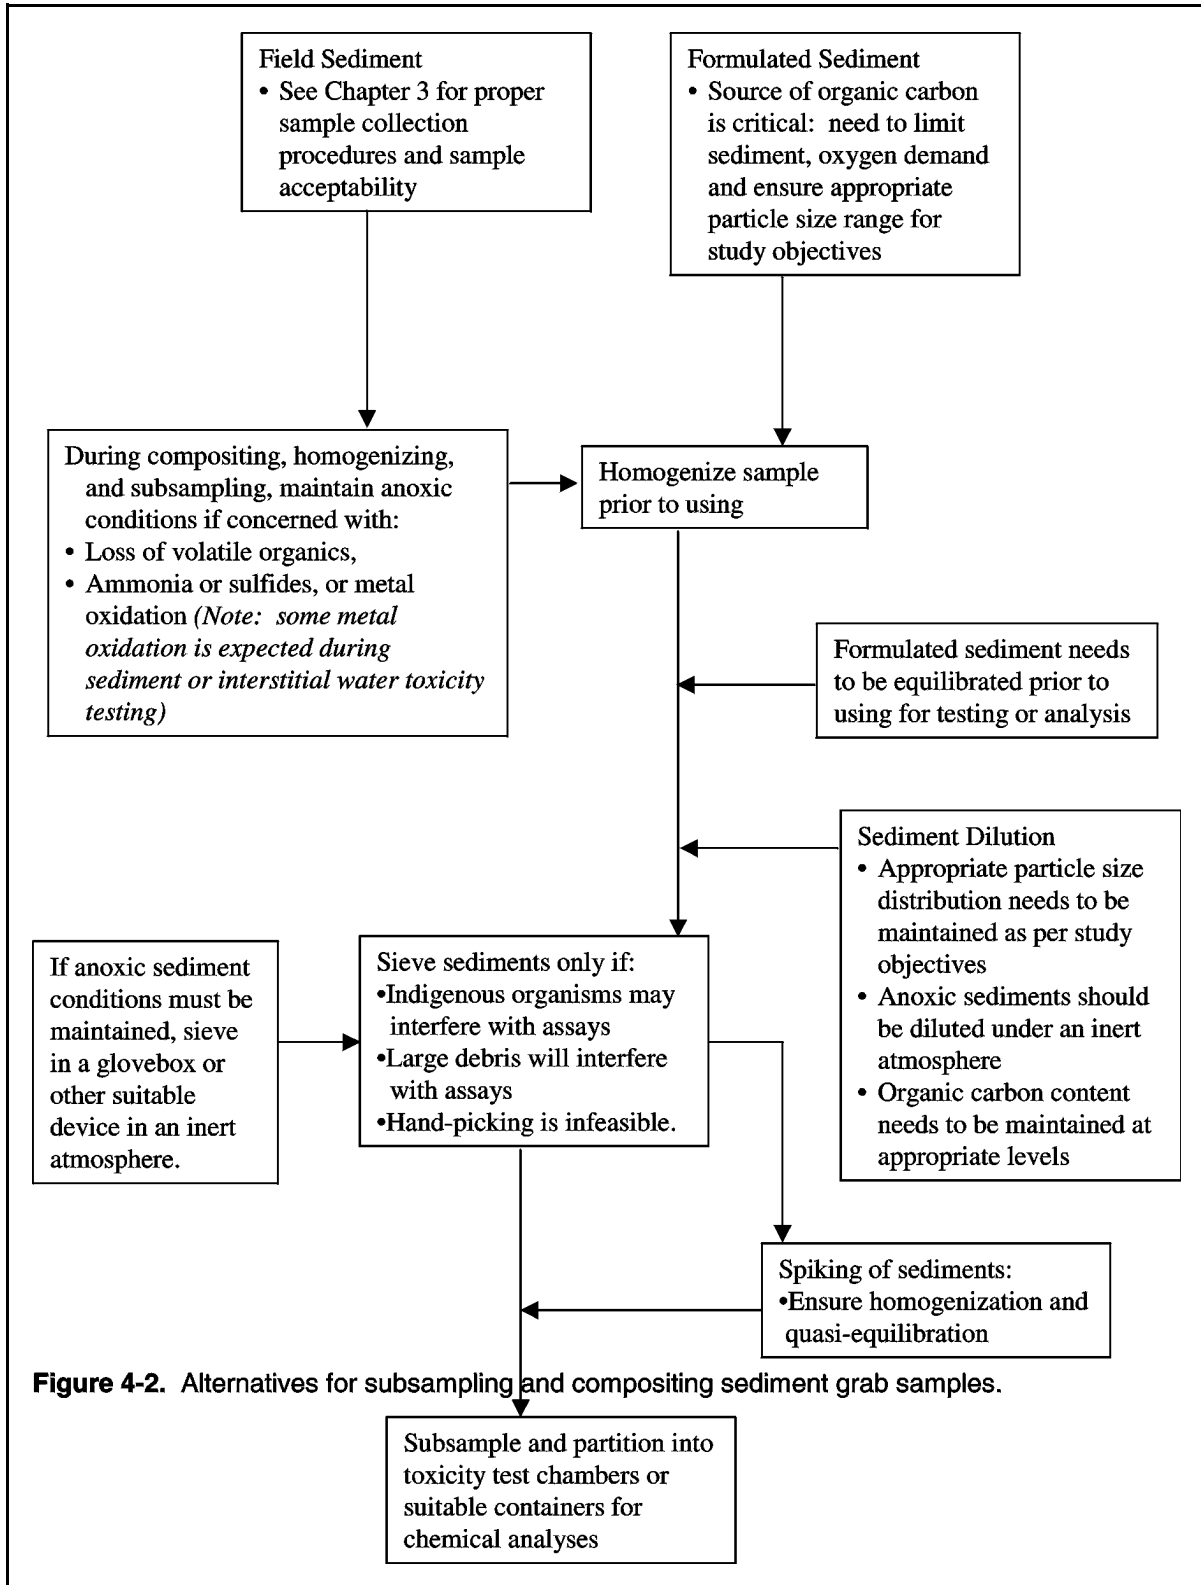 Field Sediment
• See Chapter 3 for proper
sample collection
procedures and sample
acceptability
Formulated Sediment
• Source of organic carbon
is critical: need to limit
sediment, oxygen demand
and ensure appropriate
particle size range for
study objectives
During compositing, homogenizing,
and subsampling, maintain anoxic
conditions if concerned with:
• Loss of volatile organics,
• Ammonia or sulfides, or metal
oxidation (Note: some metal
oxidation is expected during
sediment or interstitial water toxicity
testing)
Homogenize sample
prior to using
Formulated sediment needs
to be equilibrated prior to
using for testing or analysis
Sediment Dilution
• Appropriate particle size
distribution needs to be
maintained as per study
objectives
• Anoxic sediments should
be diluted under an inert
atmosphere
• Organic carbon content
needs to be maintained at
appropriate levels
If anoxic sediment
conditions must be
maintained, sieve
in a glovebox or
other suitable
device in an inert
atmosphere.
Sieve sediments only if:
•Indigenous organisms may
interfere with assays
•Large debris will interfere
with assays
•Hand-picking is infeasible.
Spiking of sediments:
•Ensure homogenization and
quasi-equilibration
Figure 4-2. Alternatives for subsampling and compositing sediment grab samples.
Subsample and partition into
toxicity test chambers or
suitable containers for
chemical analyses